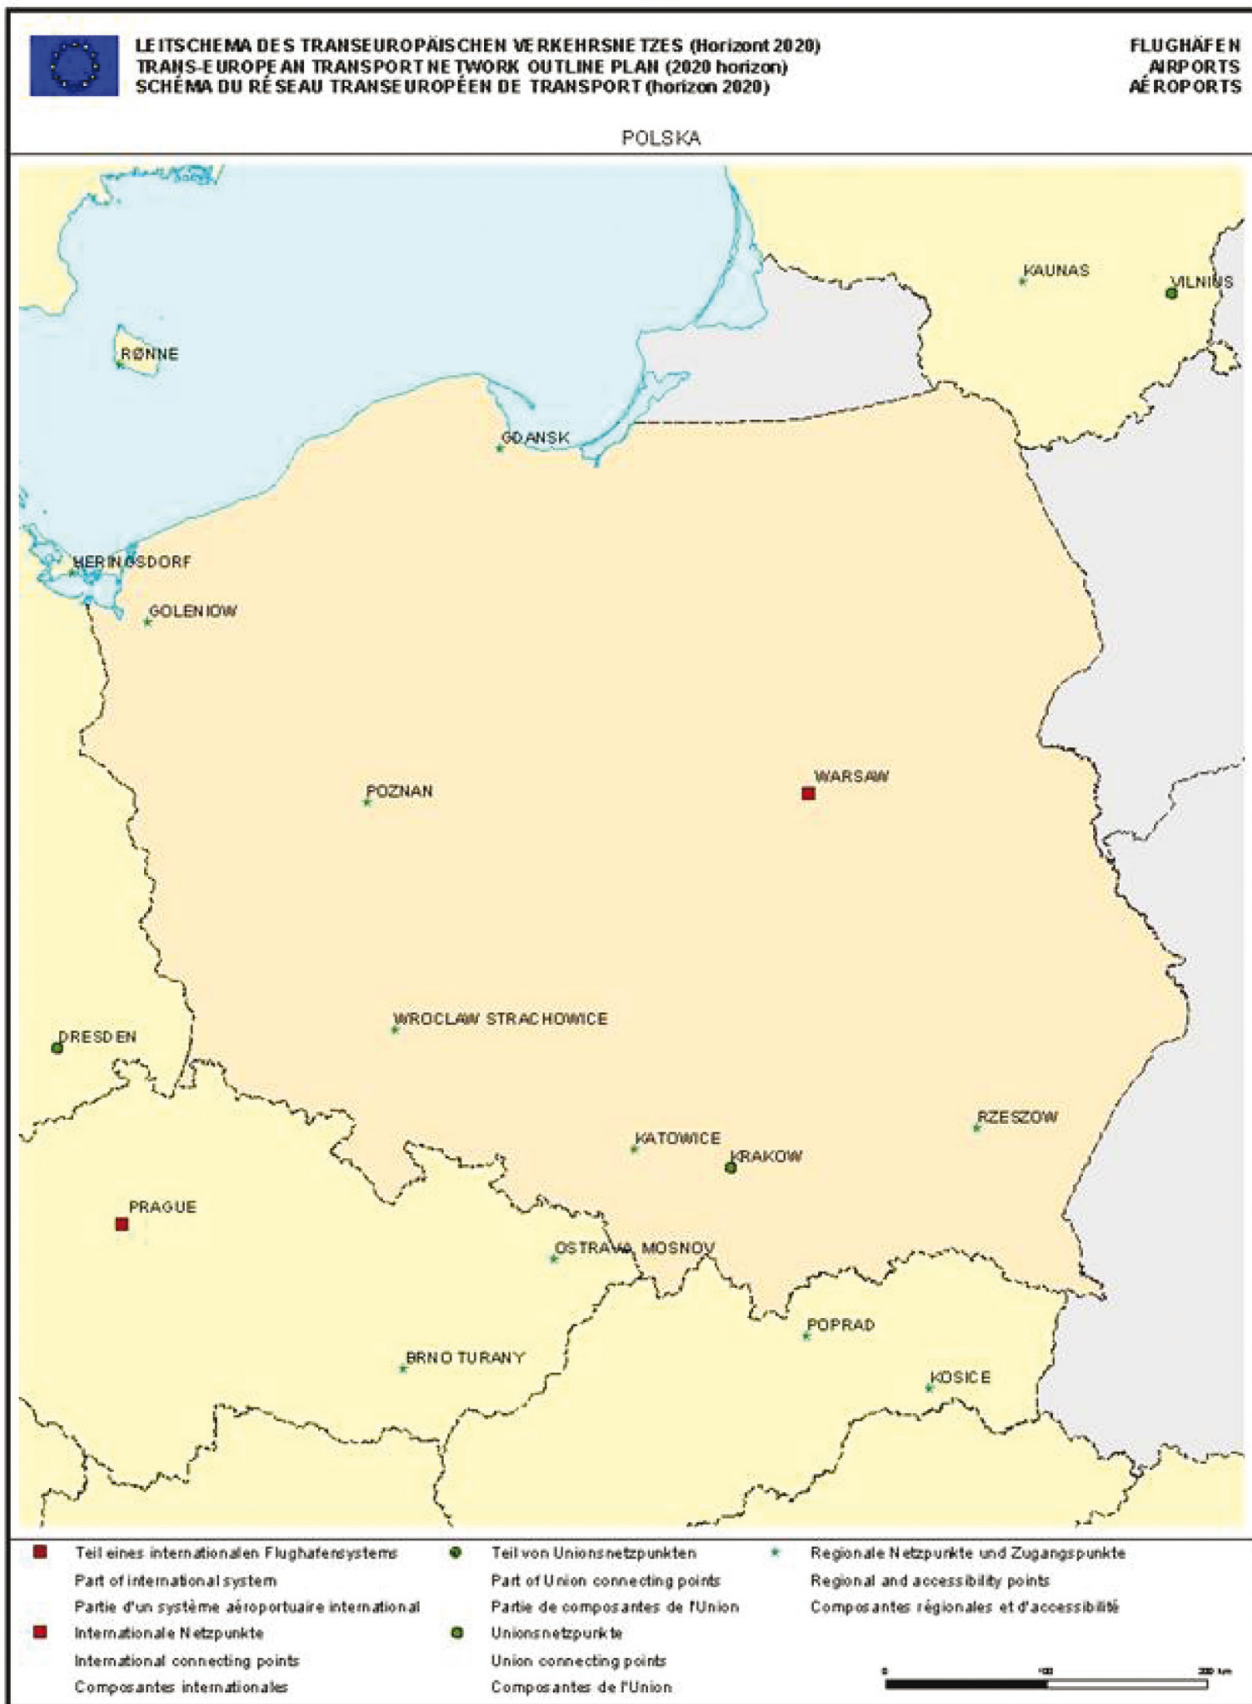 LEITSCHEMA DES TRANSEUROPÄISCHEN VERKEHRSNETZES (Horizont 2020)
TRANS-EUROPEAN TRANSPORT NETWORK OUTLINE PLAN (2020 horizon)
SCHÉMA DU RÉSEAU TRANSEUROPÉEN DE TRANSPORT (horizon 2020)
FLUGHÄFEN
AIRPORTS
AÉROPORTS
POLSKA
KAUNAS
VILNIUS
RØNNE
GDANSK
HERINGSDORF
GOLENIOW
WARSAW
POZNAN
WROCLAW STRACHOWICE
DRESDEN
RZESZOW
KATOWICE
KRAKOW
PRAGUE
OSTRAVA MOSNOV
POPRAD
BRNO TURANY
KOSICE
Teil eines internationalen Flughafensystems
Part of international system
Partie d'un système aéroportuaire international
Internationale Netzpunkte
International connecting points
Composantes internationales
Teil von Unionsnetzpunkten
Part of Union connecting points
Partie de composantes de l'Union
Unionsnetzpunkte
Union connecting points
Composantes de l'Union
Regionale Netzpunkte und Zugangspunkte
Regional and accessibility points
Composantes régionales et d'accessibilité
0 100 200 km